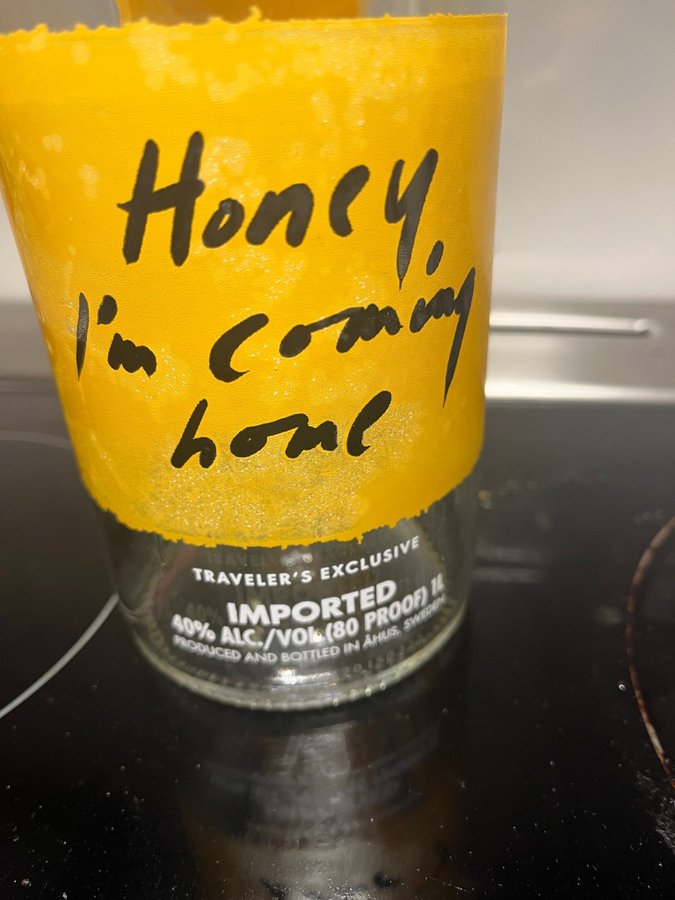 Honey,
I'm coming
home
TRAVELER'S EXCLUSIVE
IMPORTED
40% ALC./VOL.(80 PROOF) 1L
PRODUCED AND BOTTLED IN ÅHUS, SWEDEN